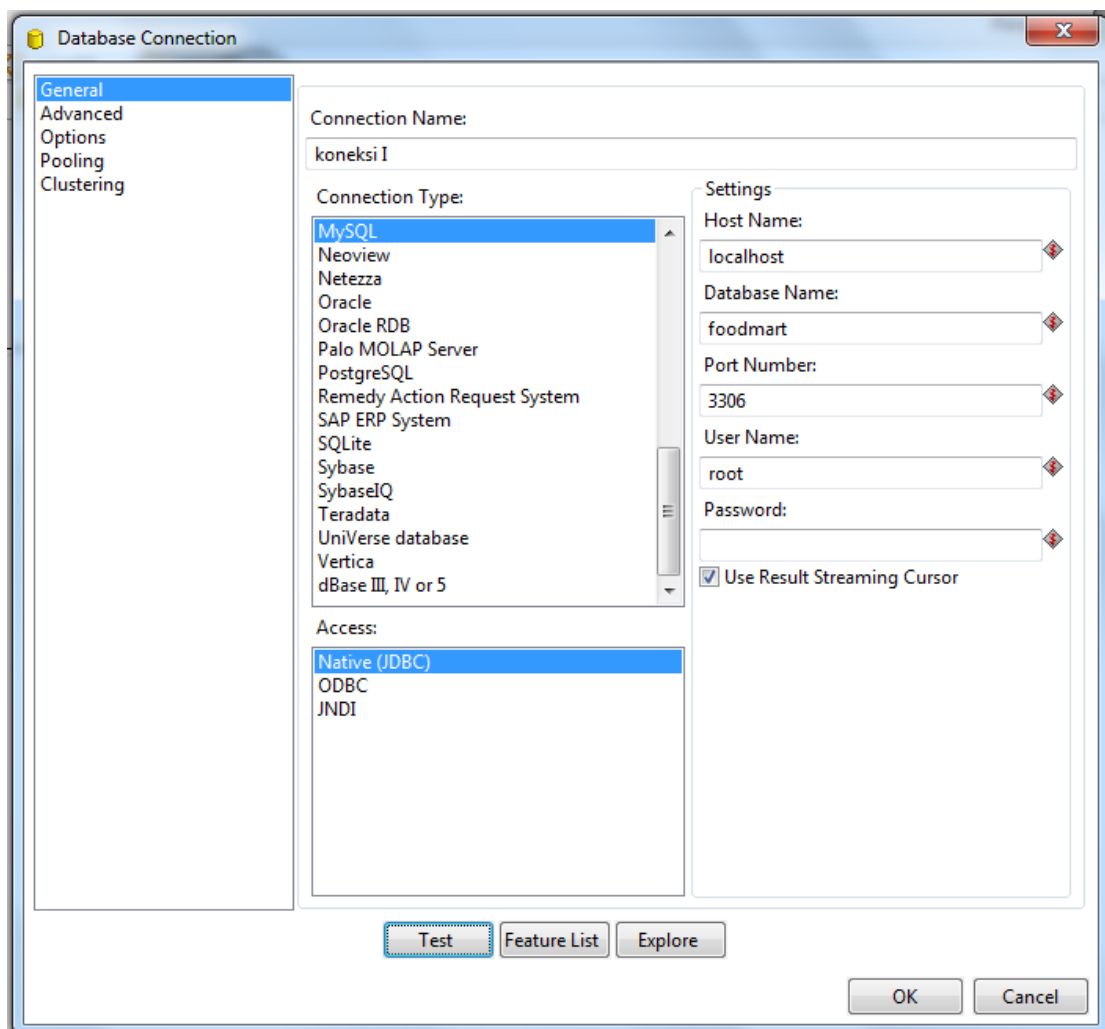 Database Connection
General
Advanced
Options
Pooling
Clustering
Connection Name:
koneksi I
Connection Type:
MySQL
Neoview
Netezza
Oracle
Oracle RDB
Palo MOLAP Server
PostgreSQL
Remedy Action Request System
SAP ERP System
SQLite
Sybase
SybaseIQ
Teradata
UniVerse database
Vertica
dBase III, IV or 5
Access:
Native (JDBC)
ODBC
JNDI
Settings
Host Name:
localhost
Database Name:
foodmart
Port Number:
3306
User Name:
root
Password:
Use Result Streaming Cursor
Test
Feature List
Explore
OK
Cancel